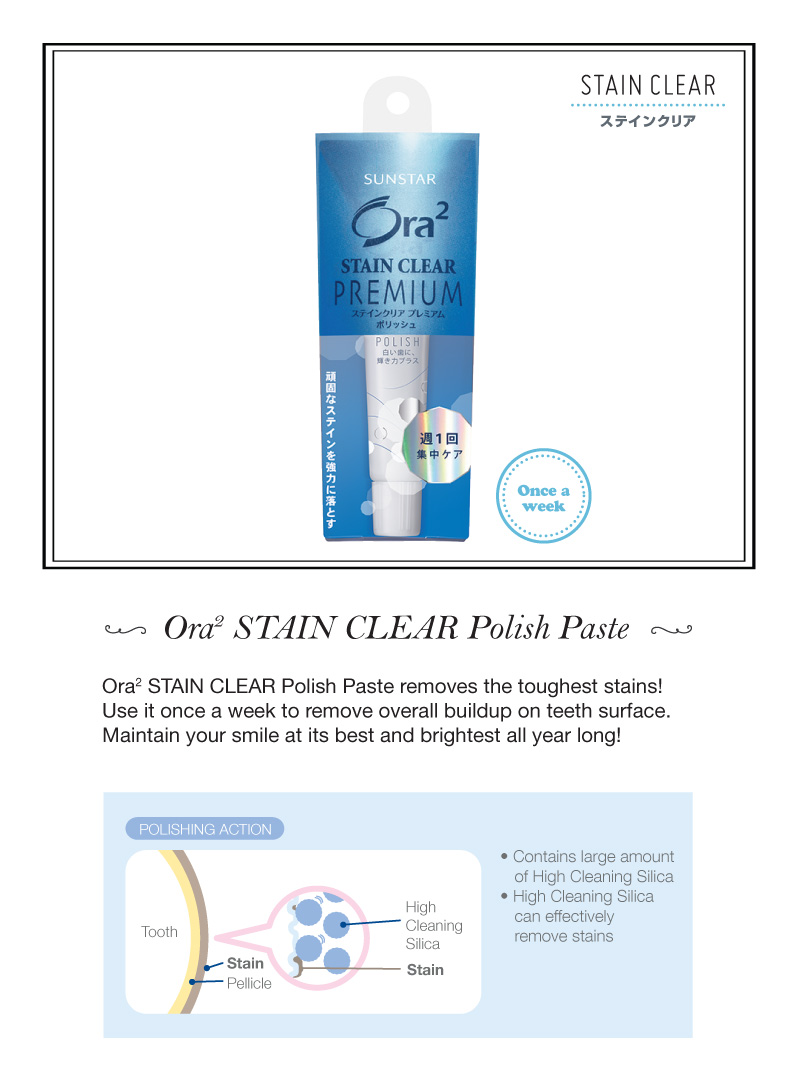 STAIN CLEAR
ステインクリア
SUNSTAR
Ora²
STAIN CLEAR
PREMIUM
ステインクリア プレミアム
ポリッシュ
POLISH
白い歯に、
輝き力プラス
頑固なステインを強力に落とす
週1回
集中ケア
Once a
week
Ora² STAIN CLEAR Polish Paste
Ora² STAIN CLEAR Polish Paste removes the toughest stains!
Use it once a week to remove overall buildup on teeth surface.
Maintain your smile at its best and brightest all year long!
POLISHING ACTION
Tooth
Stain
Pellicle
High
Cleaning
Silica
Stain
• Contains large amount
of High Cleaning Silica
• High Cleaning Silica
can effectively
remove stains